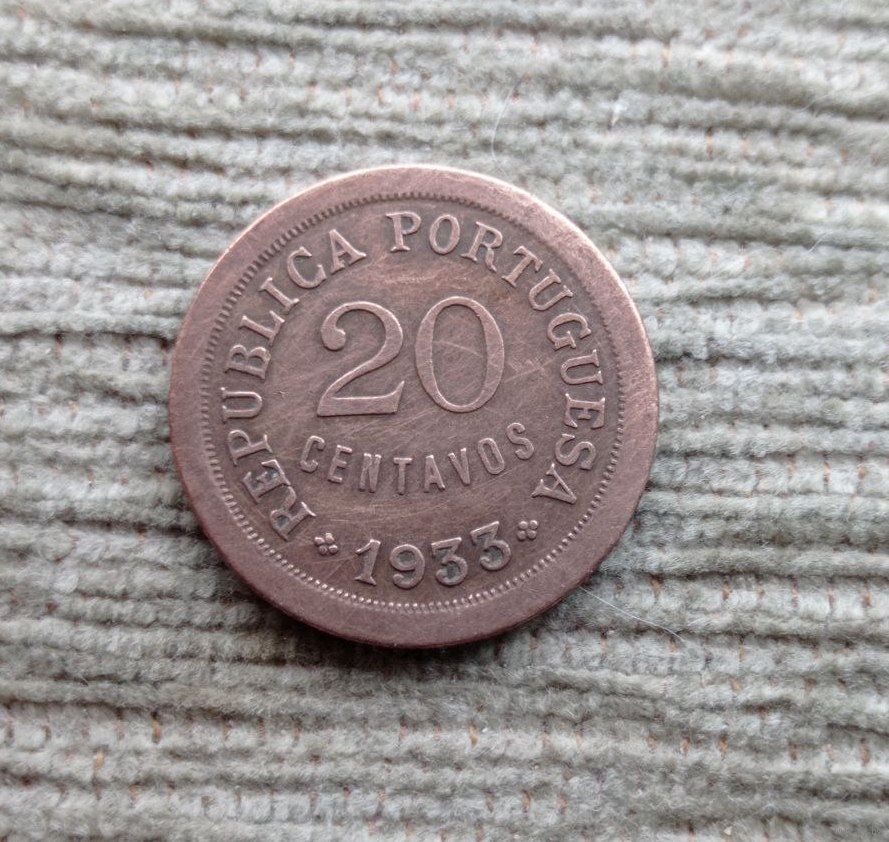 REPUBLICA PORTUGUESA
20
CENTAVOS
1933